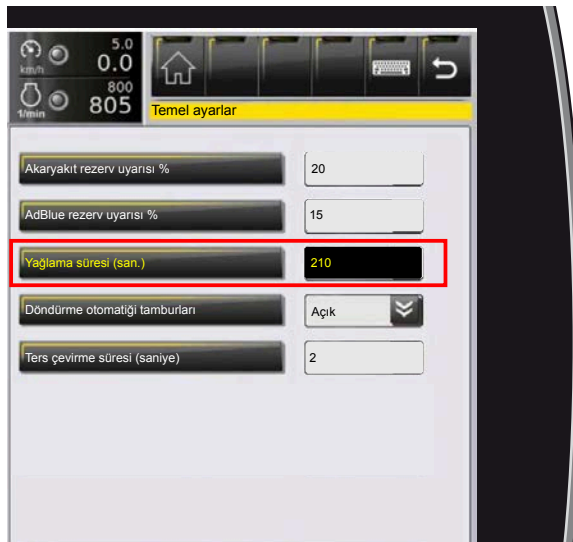 5.0
km/h 0.0
800
1/min 805
Temel ayarlar
Akaryakıt rezerv uyarısı % 20
AdBlue rezerv uyarısı % 15
Yağlama süresi (san.) 210
Döndürme otomatiği tamburları Açık
Ters çevirme süresi (saniye) 2